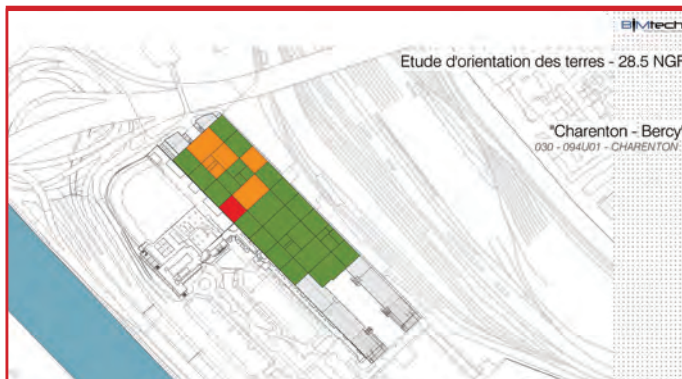 BIMtech
Etude d'orientation des terres - 28.5 NGF
"Charenton - Bercy"
030 - 094U01 - CHARENTON